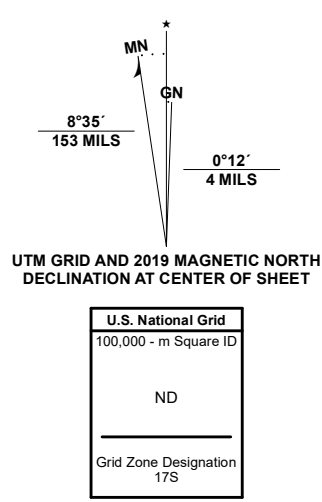 ★
MN
GN
8°35´
153 MILS
0°12´
4 MILS
UTM GRID AND 2019 MAGNETIC NORTH
DECLINATION AT CENTER OF SHEET
U.S. National Grid
100,000 - m Square ID
ND
Grid Zone Designation
17S